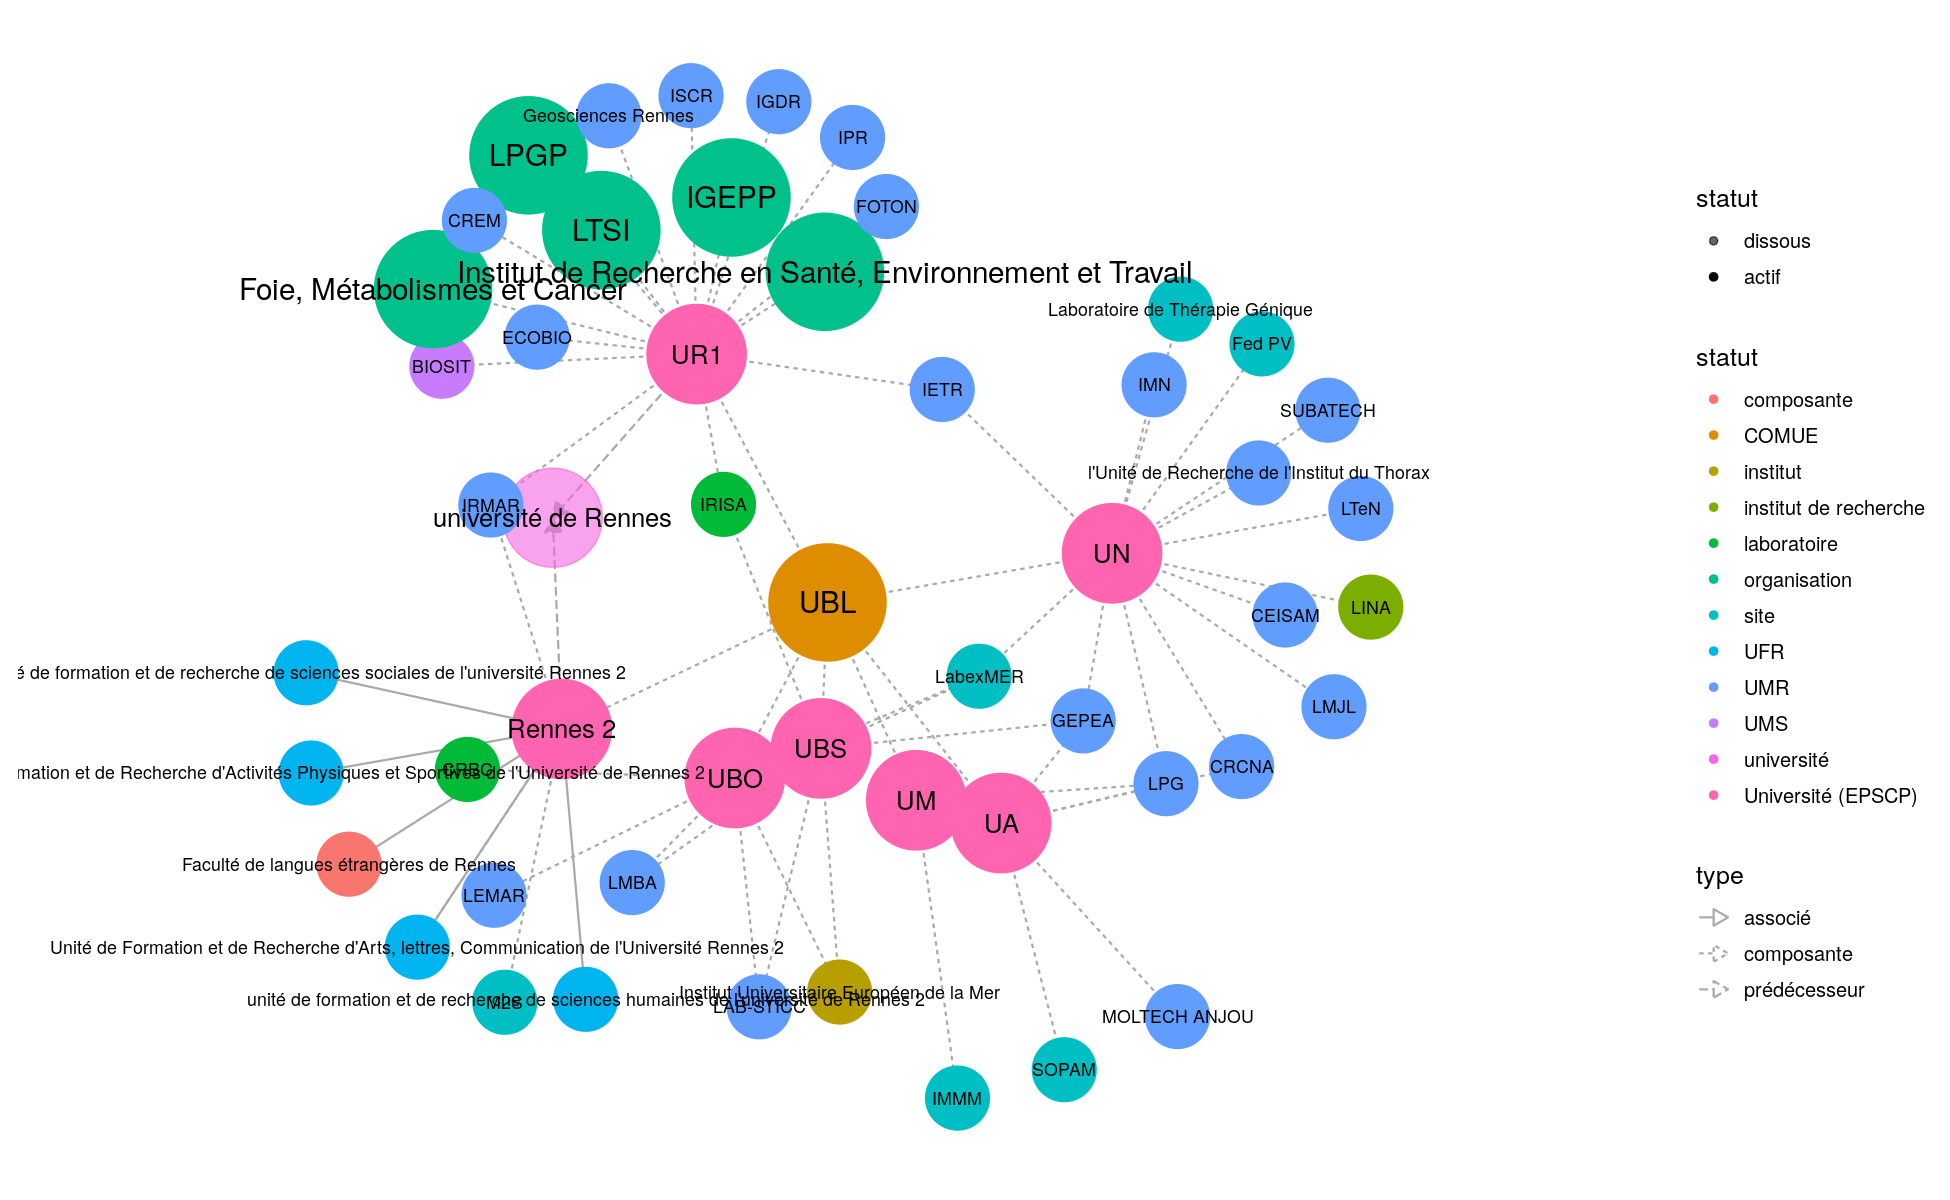 ISCR
IGDR
Geosciences Rennes
IPR
LPGP
IGEPP
FOTON
CREM
LTSI
Institut de Recherche en Santé, Environnement et Travail
Foie, Métabolismes et Cancer
Laboratoire de Thérapie Génique
ECOBIO
Fed PV
UR1
BIOSIT
IETR
IMN
SUBATECH
l'Unité de Recherche de l'Institut du Thorax
IRMAR
IRISA
LTeN
université de Rennes
UN
UBL
LINA
CEISAM
é de formation et de recherche de sciences sociales de l'université Rennes 2
LabexMER
LMJL
GEPEA
Rennes 2
UBS
CRBC
CRCNA
mation et de Recherche d'Activités Physiques et Sportives de l'Université de Rennes 2
UBO
LPG
UM
UA
Faculté de langues étrangères de Rennes
LMBA
LEMAR
Unité de Formation et de Recherche d'Arts, lettres, Communication de l'Université Rennes 2
Institut Universitaire Européen de la Mer
unité de formation et de recherche de sciences humaines de l'université de Rennes 2
M2S
LAB-STICC
MOLTECH ANJOU
SOPAM
IMMM
statut
dissous
actif
statut
composante
COMUE
institut
institut de recherche
laboratoire
organisation
site
UFR
UMR
UMS
université
Université (EPSCP)
type
associé
composante
prédécesseur